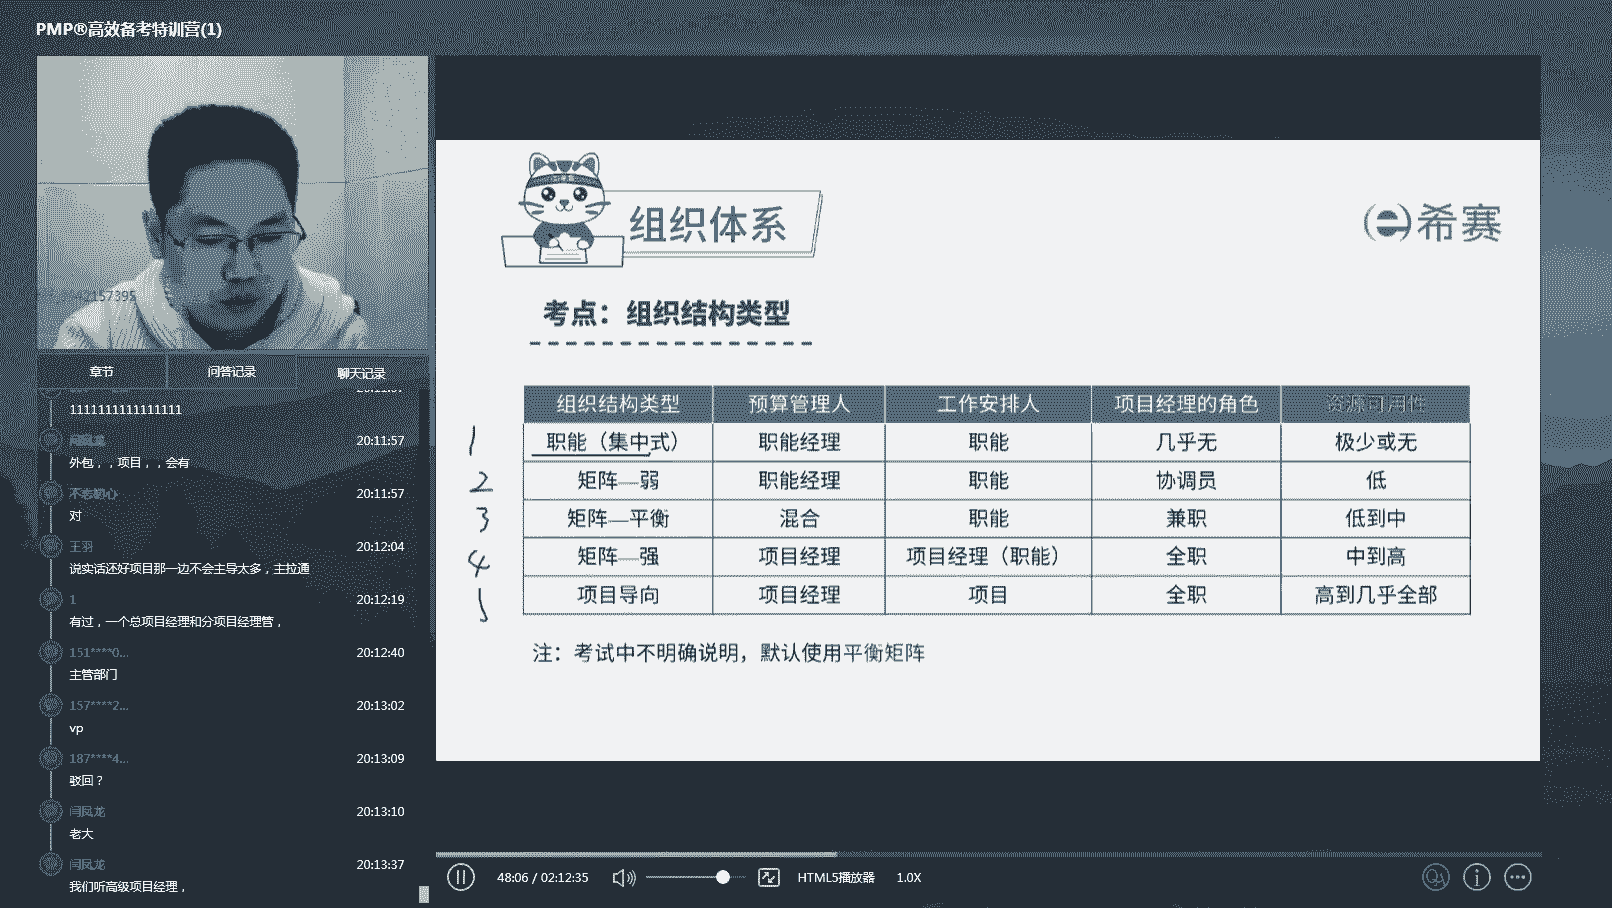 PMP®高效备考特训营(1)
章节 问答记录 聊天记录
1111111111111111
闫凤龙 20:11:57
外包，，项目，，会有
不忘初心 20:11:57
对
王羽 20:12:04
说实话还好项目那一边不会主导太多，主拉通
1 20:12:19
有过，一个总项目经理和分项目经理管，
151****0... 20:12:40
主管部门
157****2... 20:13:02
vp
187****4... 20:13:09
驳回？
闫凤龙 20:13:10
老大
闫凤龙 20:13:37
我们听高级项目经理，
组织体系
希赛
考点：组织结构类型
组织结构类型 预算管理人 工作安排人 项目经理的角色 资源可用性
1 职能（集中式） 职能经理 职能 几乎无 极少或无
2 矩阵—弱 职能经理 职能 协调员 低
3 矩阵—平衡 混合 职能 兼职 低到中
4 矩阵—强 项目经理 项目经理（职能） 全职 中到高
项目导向 项目经理 项目 全职 高到几乎全部
注：考试中不明确说明，默认使用平衡矩阵
48:06 / 02:12:35 HTML5播放器 1.0X